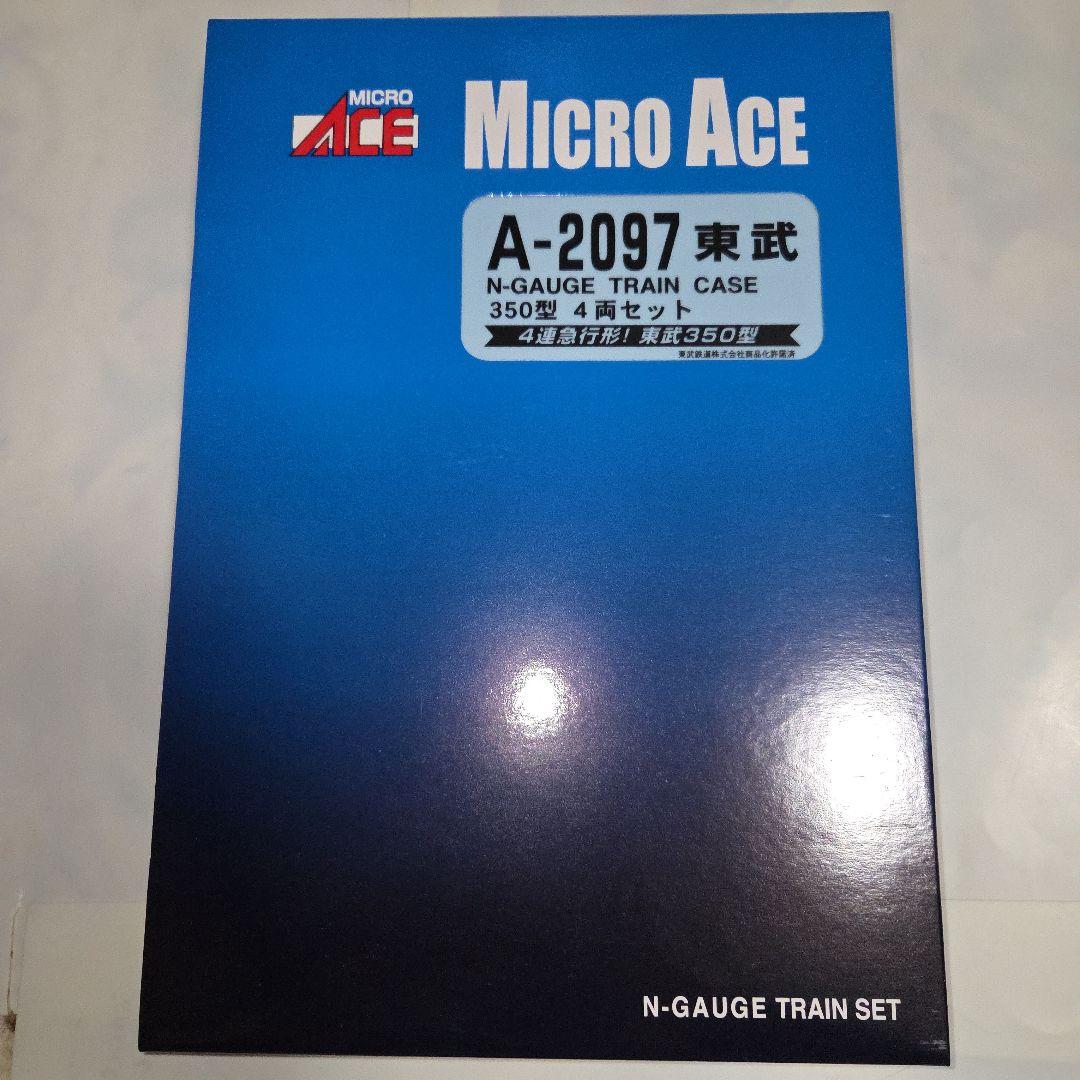 MICRO
ACE
MICRO ACE
A-2097 東武
N-GAUGE TRAIN CASE
350型 4両セット
4連急行形! 東武350型
東武鉄道株式会社商品化許諾済
N-GAUGE TRAIN SET